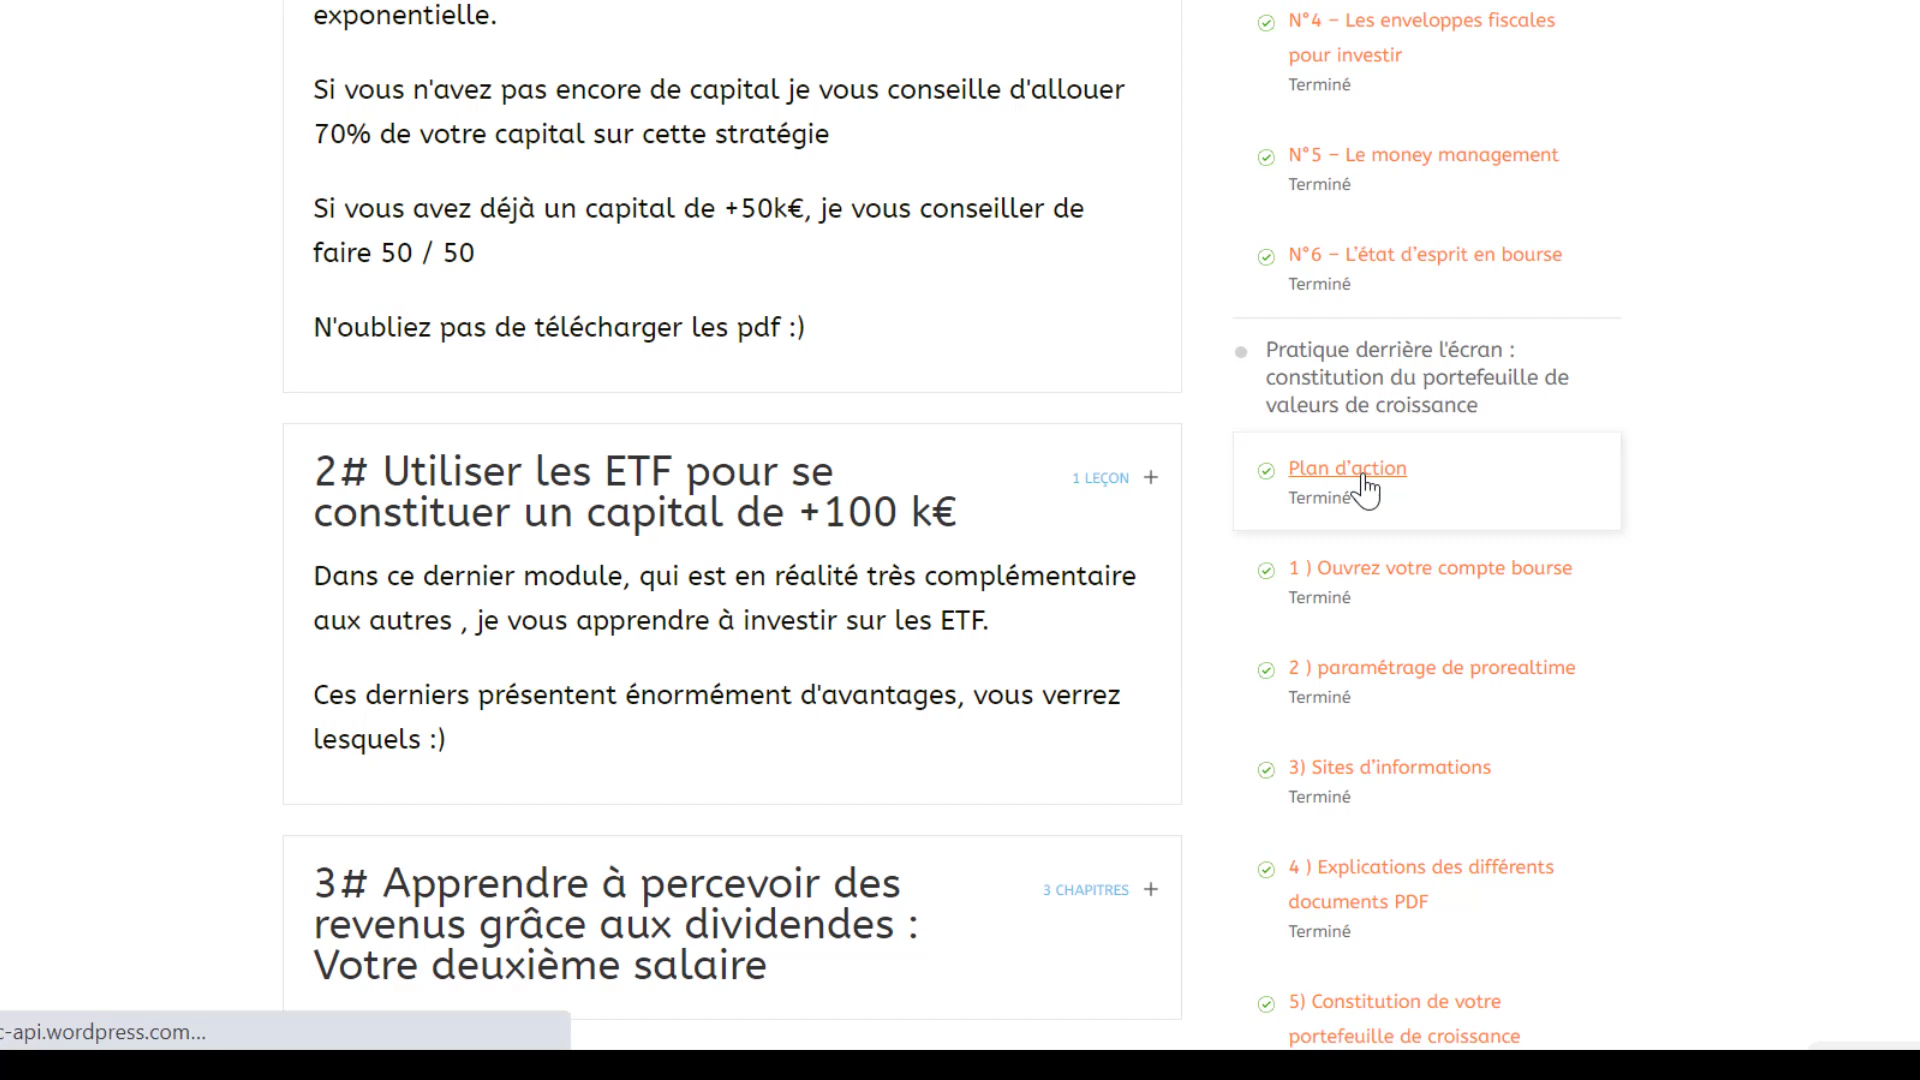 exponentielle.
Si vous n'avez pas encore de capital je vous conseille d'allouer
70% de votre capital sur cette stratégie
Si vous avez déjà un capital de +50k€, je vous conseiller de
faire 50 / 50
N'oubliez pas de télécharger les pdf :)
2# Utiliser les ETF pour se
constituer un capital de +100 k€
1 LEÇON +
Dans ce dernier module, qui est en réalité très complémentaire
aux autres , je vous apprendre à investir sur les ETF.
Ces derniers présentent énormément d'avantages, vous verrez
lesquels :)
3# Apprendre à percevoir des
revenus grâce aux dividendes :
Votre deuxième salaire
3 CHAPITRES +
c-api.wordpress.com...
N°4 – Les enveloppes fiscales
pour investir
Terminé
N°5 – Le money management
Terminé
N°6 – L’état d’esprit en bourse
Terminé
Pratique derrière l'écran :
constitution du portefeuille de
valeurs de croissance
Plan d’action
Terminé
1 ) Ouvrez votre compte bourse
Terminé
2 ) paramétrage de prorealtime
Terminé
3) Sites d’informations
Terminé
4 ) Explications des différents
documents PDF
Terminé
5) Constitution de votre
portefeuille de croissance